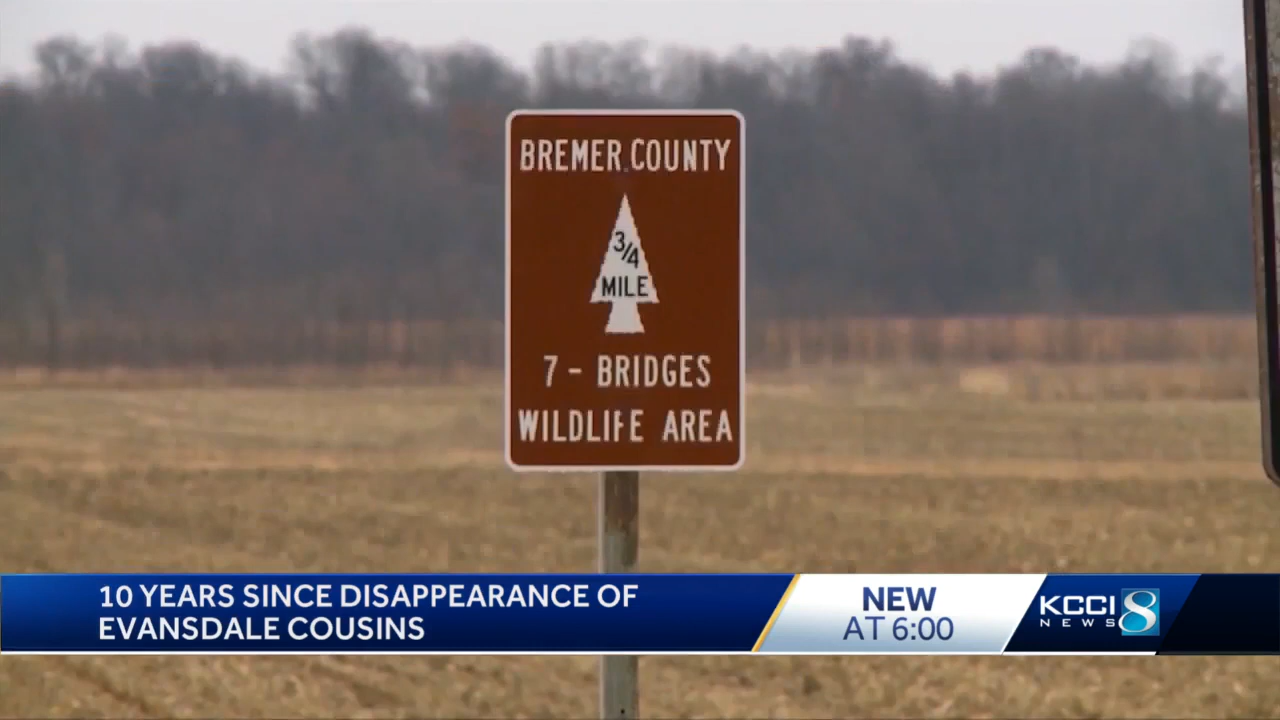 BREMER COUNTY
3/4
MILE
7 - BRIDGES
WILDLIFE AREA
10 YEARS SINCE DISAPPEARANCE OF
EVANSDALE COUSINS
NEW
AT 6:00
KCCI 8
NEWS